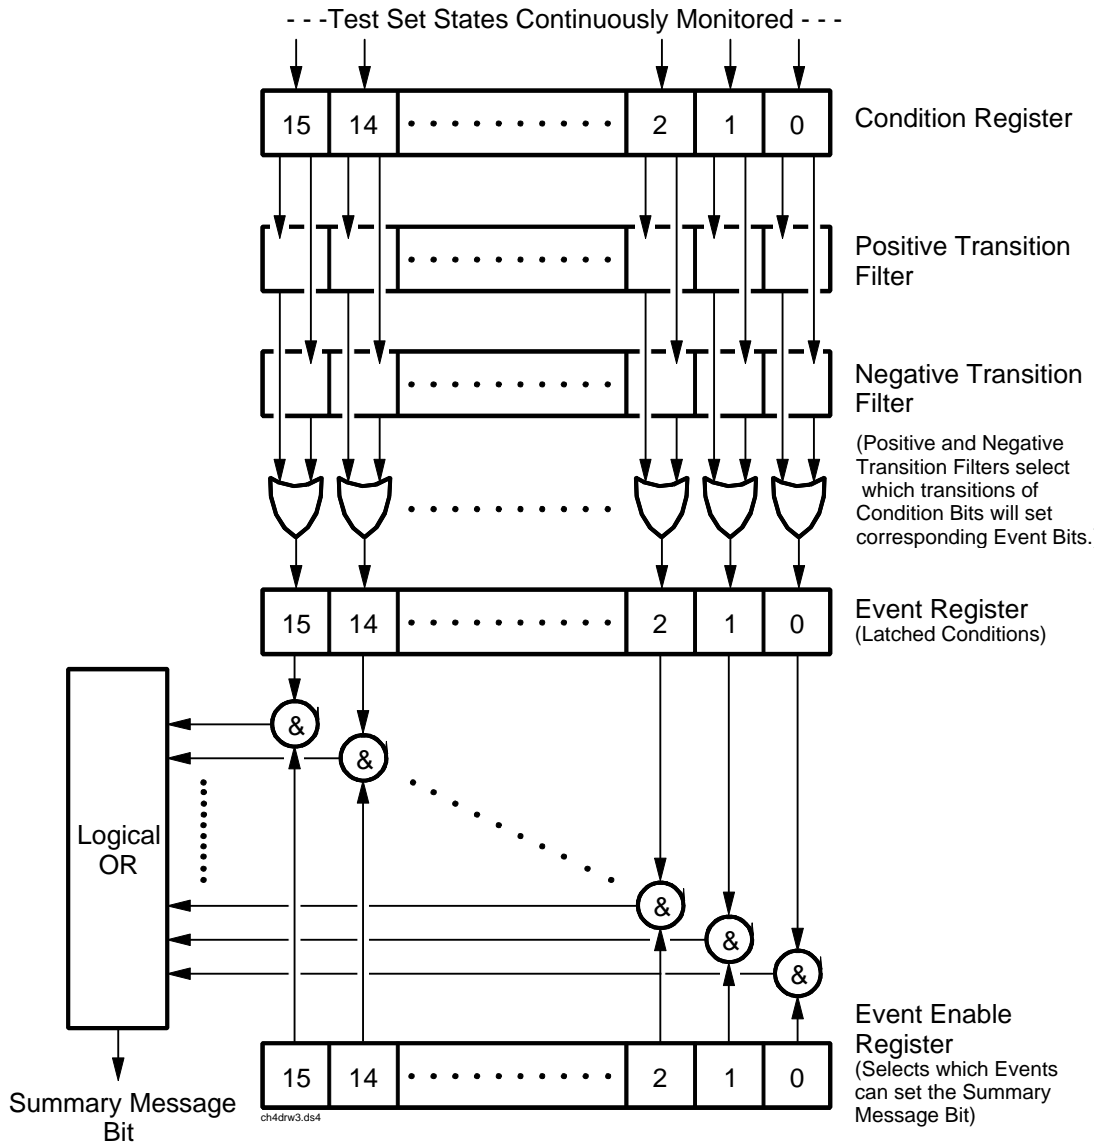 - - -Test Set States Continuously Monitored - - -
15 14 .......... 2 1 0
Condition Register
Positive Transition
Filter
Negative Transition
Filter
(Positive and Negative
Transition Filters select
which transitions of
Condition Bits will set
corresponding Event Bits.)
15 14 .......... 2 1 0
Event Register
(Latched Conditions)
&
&
&
&
&
Logical
OR
Summary Message
Bit
15 14 .......... 2 1 0
Event Enable
Register
(Selects which Events
can set the Summary
Message Bit)
ch4drw3.ds4